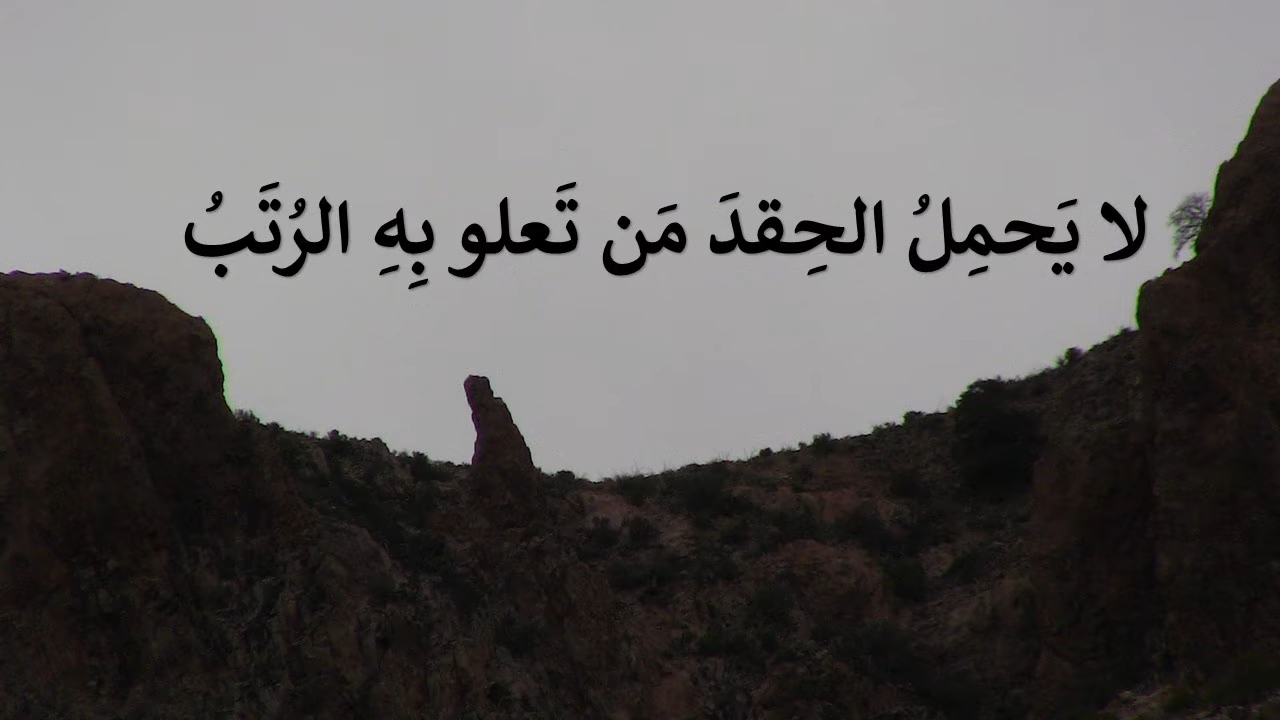 لا يَحمِلُ الحِقدَ مَن تَعلو بِهِ الرُتَبُ